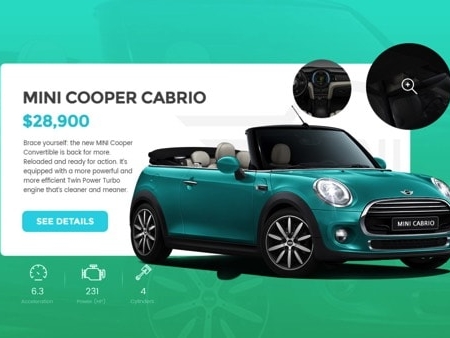 MINI COOPER CABRIO
$28,900
Brace yourself: the new MINI Cooper
Convertible is back for more.
Reloaded and ready for action. It's
equipped with a more powerful and
more efficient Twin Power Turbo
engine that's cleaner and meaner.
SEE DETAILS
MINI CABRIO
6.3 231 4
Acceleration Power (HP) Cylinders